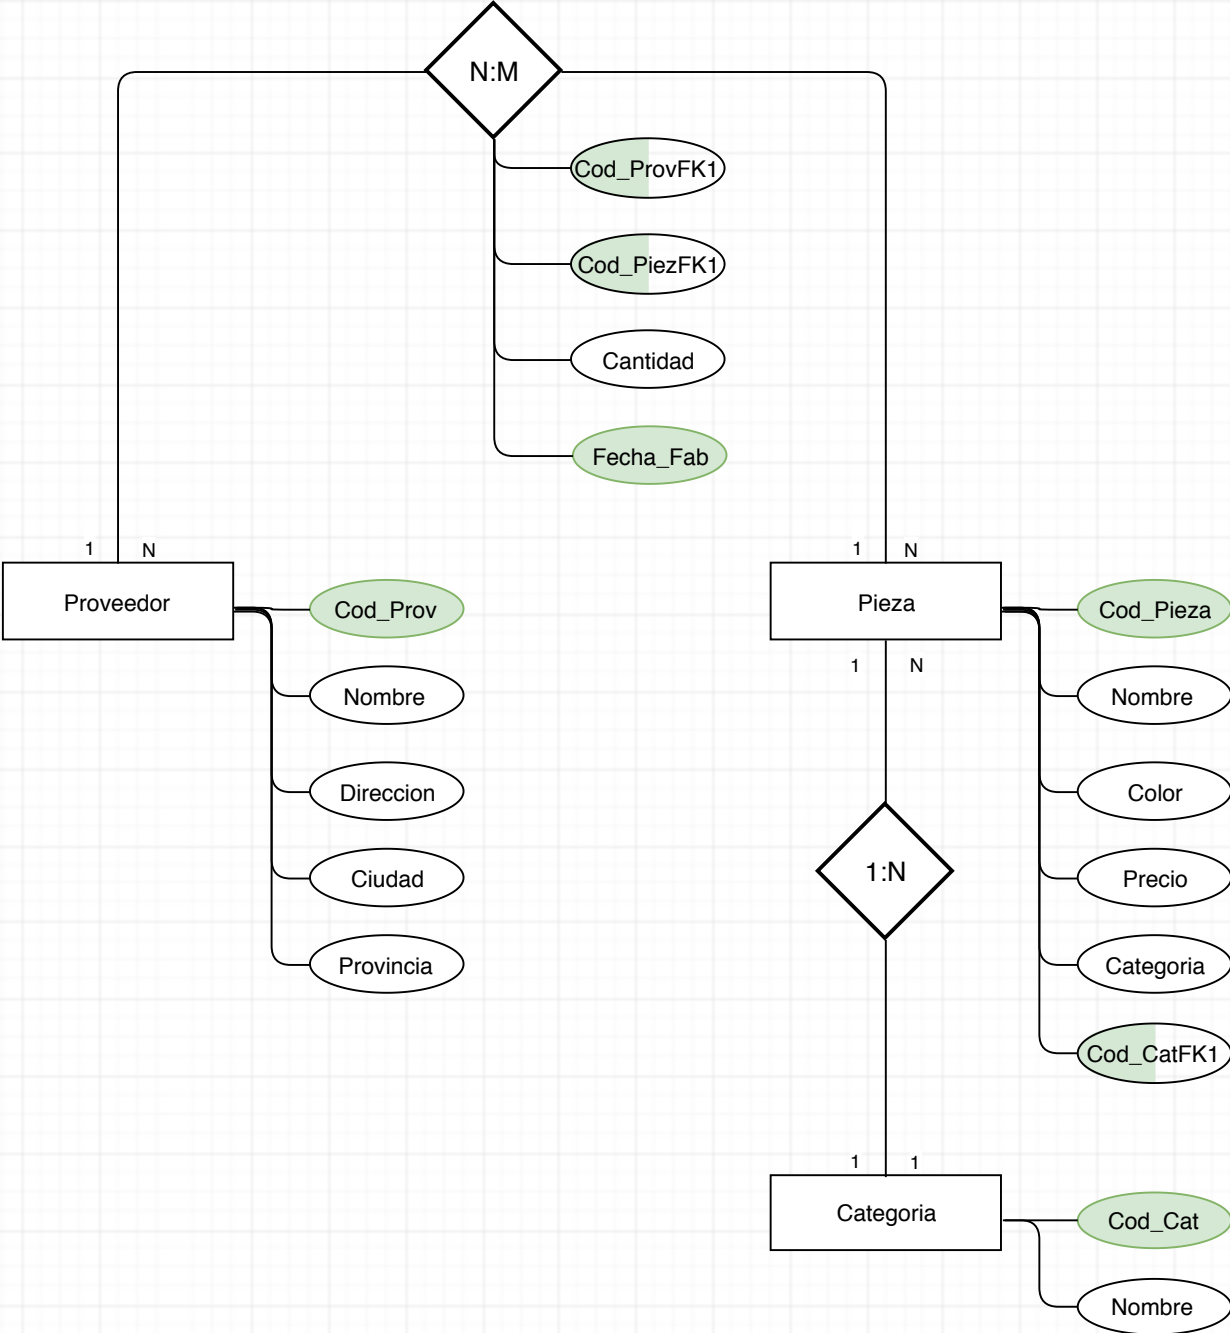 N:M
Cod_ProvFK1
Cod_PiezFK1
Cantidad
Fecha_Fab
1 N
Proveedor
Cod_Prov
Nombre
Direccion
Ciudad
Provincia
1 N
Pieza
1 N
Cod_Pieza
Nombre
Color
Precio
Categoria
Cod_CatFK1
1:N
1 1
Categoria
Cod_Cat
Nombre